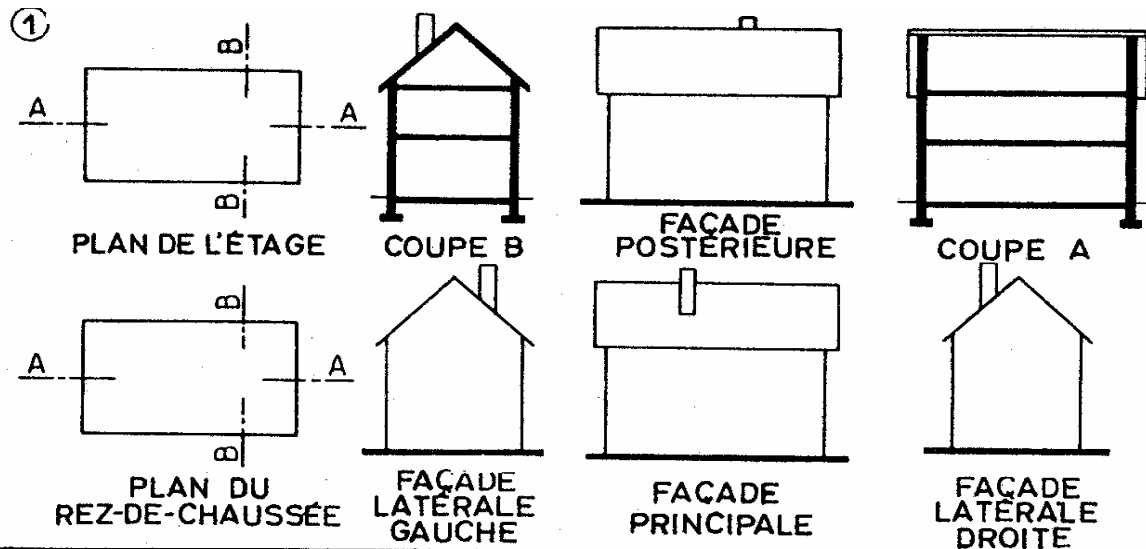 1
B
A
A
B
PLAN DE L'ÉTAGE
COUPE B
FAÇADE
POSTÉRIEURE
COUPE A
B
A
A
B
PLAN DU
REZ-DE-CHAUSSÉE
FAÇADE
LATÉRALE
GAUCHE
FAÇADE
PRINCIPALE
FAÇADE
LATÉRALE
DROITE